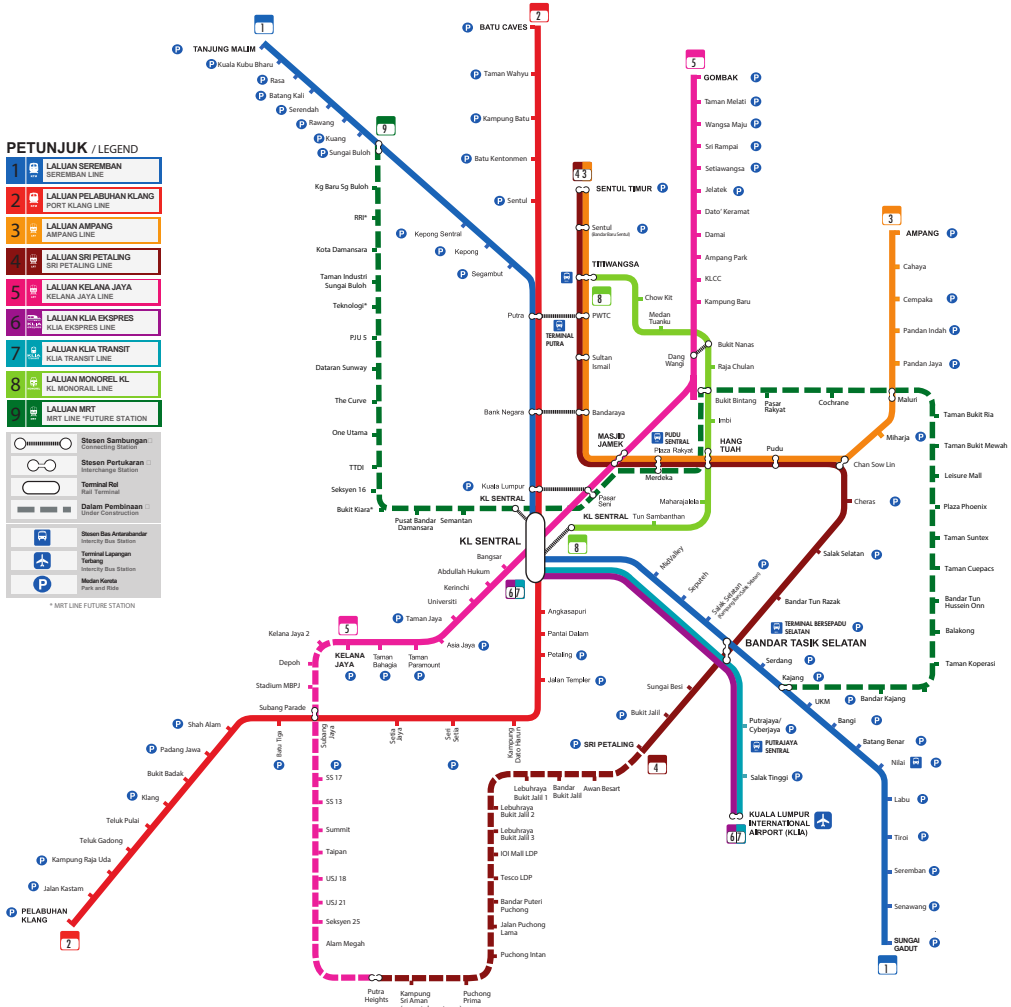 PETUNJUK / LEGEND
1
LALUAN SEREMBAN
SEREMBAN LINE
2
LALUAN PELABUHAN KLANG
PORT KLANG LINE
3
LALUAN AMPANG
AMPANG LINE
4
LALUAN SRI PETALING
SRI PETALING LINE
5
LALUAN KELANA JAYA
KELANA JAYA LINE
6
LALUAN KLIA EKSPRES
KLIA EKSPRES LINE
7
LALUAN KLIA TRANSIT
KLIA TRANSIT LINE
8
LALUAN MONOREL KL
KL MONORAIL LINE
9
LALUAN MRT
MRT LINE *FUTURE STATION
Stesen Sambungan
Connecting Station
Stesen Pertukaran
Interchange Station
Terminal Rel
Rail Terminal
Dalam Pembinaan
Under Construction
Stesen Bas Antarabandar
Intercity Bus Station
Terminal Lapangan
Terbang
Intercity Bus Station
P
Medan Kereta
Park and Ride
* MRT LINE FUTURE STATION
1
P TANJUNG MALIM
P Kuala Kubu Bharu
P Rasa
P Batang Kali
P Serendah
P Rawang
P Kuang
P Sungai Buloh
P Kepong Sentral
P Kepong
P Segambut
Putra
Bank Negara
P Kuala Lumpur
KL SENTRAL
KL SENTRAL
2
P BATU CAVES
P Taman Wahyu
P Kampung Batu
P Batu Kentonmen
P Sentul
9
Kg Baru Sg Buloh
RRI*
Kota Damansara
Taman Industri
Sungai Buloh
Teknologi*
PJU 5
Dataran Sunway
The Curve
One Utama
TTDI
Seksyen 16
Bukit Kiara*
Pusat Bandar
Damansara
Semantan
Pasar
Seni
Merdeka
Bukit Bintang
Pasar
Rakyat
Cochrane
Maluri
Taman Bukit Ria
Taman Bukit Mewah
Leisure Mall
Plaza Phoenix
Taman Suntex
Taman Cuepacs
Bandar Tun
Hussein Onn
Balakong
Taman Koperasi
P Bandar Kajang
4 3
SENTUL TIMUR P
Sentul P
(Bandar Baru Sentul)
TITIWANGSA
PWTC
TERMINAL
PUTRA
Sultan
Ismail
Bandaraya
MASJID
JAMEK
PUDU
SENTRAL
Plaza Rakyat
HANG
TUAH
Pudu
Chan Sow Lin
8
Chow Kit
Medan
Tuanku
Bukit Nanas
Raja Chulan
Imbi
Maharajalela
Tun Sambanthan
KL SENTRAL
8
5
GOMBAK P
Taman Melati P
Wangsa Maju P
Sri Rampai P
Setiawangsa P
Jelatek P
Dato' Keramat
Damai
Ampang Park
KLCC
Kampung Baru
Dang
Wangi
3
AMPANG P
Cahaya
Cempaka P
Pandan Indah P
Pandan Jaya P
Miharja P
Cheras P
Salak Selatan P
Bandar Tun Razak
TERMINAL BERSEPADU
SELATAN P
BANDAR TASIK SELATAN
Sungai Besi
P Bukit Jalil
P SRI PETALING
4
Bangsar
Abdullah Hukum
Kerinchi
Universiti
P Taman Jaya
Asia Jaya P
Taman
Paramount
P
Taman
Bahagia
P
KELANA
JAYA
P
5
Kelana Jaya 2
Depoh
Stadium MBPJ
Subang Parade
Subang
Jaya
P
SS 17
SS 13
Summit
Taipan
USJ 18
USJ 21
Seksyen 25
Alam Megah
Putra
Heights
Kampung
Sri Aman
Puchong
Prima
Puchong Intan
Jalan Puchong
Lama
Bandar Puteri
Puchong
Tesco LDP
IOI Mall LDP
Lebuhraya
Bukit Jalil 3
Lebuhraya
Bukit Jalil 2
Lebuhraya
Bukit Jalil 1
Bandar
Bukit Jalil
Awan Besart
6 7
Angkasapuri
Pantai Dalam
Petaling P
Jalan Templer P
Kampung
Dato Harun
Seri
Setia
P
Setia
Jaya
Batu Tiga
P
P Shah Alam
P Padang Jawa
Bukit Badak
P Klang
Teluk Pulai
Teluk Gadong
P Kampung Raja Uda
P Jalan Kastam
P PELABUHAN
KLANG
2
MidValley
Seputeh
Salak Selatan
P
Serdang P
Kajang P
UKM
Bangi
Batang Benar P
Nilai P
Labu P
Tiroi P
Seremban P
Senawang P
SUNGAI
GADUT P
1
Putrajaya/
Cyberjaya P
PUTRAJAYA
SENTRAL
Salak Tinggi P
KUALA LUMPUR
INTERNATIONAL
AIRPORT (KLIA)
6 7